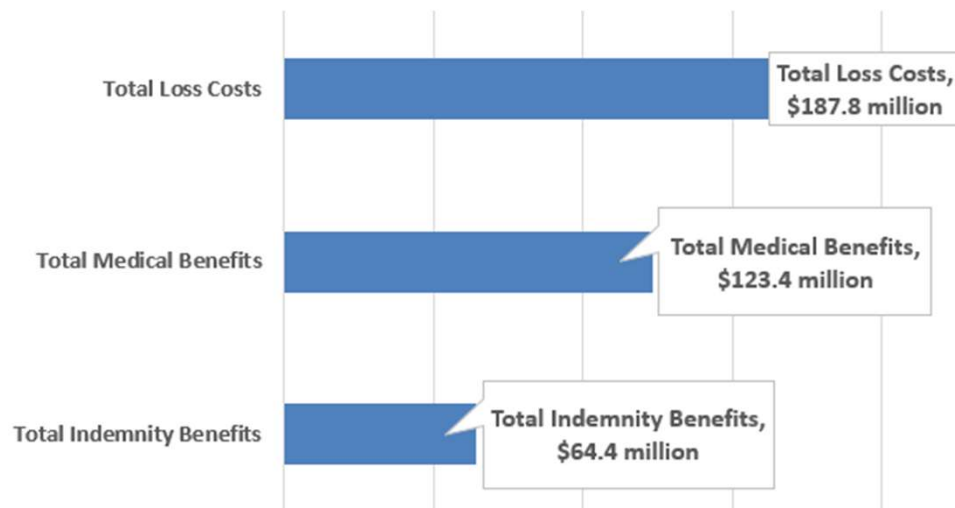 Total Loss Costs
Total Loss Costs,
$187.8 million
Total Medical Benefits
Total Medical Benefits,
$123.4 million
Total Indemnity Benefits
Total Indemnity Benefits,
$64.4 million